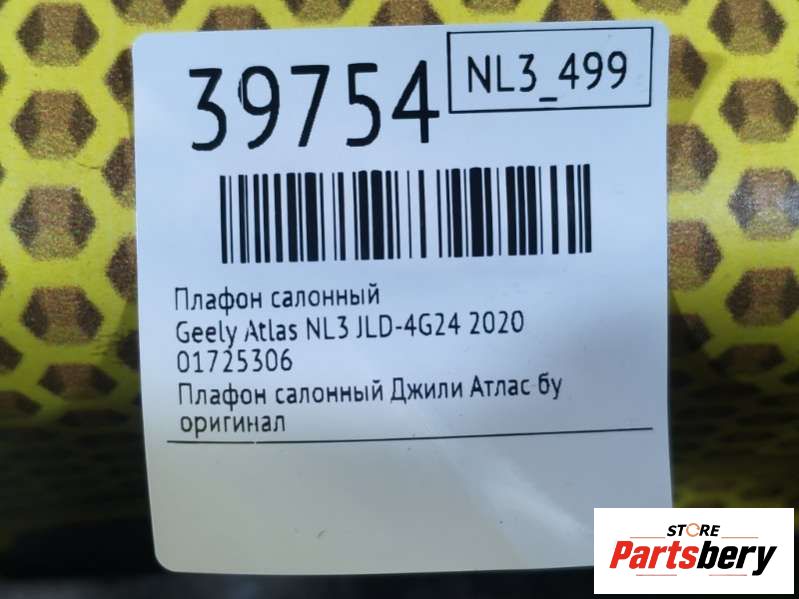 39754
NL3_499
Плафон салонный
Geely Atlas NL3 JLD-4G24 2020
01725306
Плафон салонный Джили Атлас бу
оригинал
STORE
Partsbery